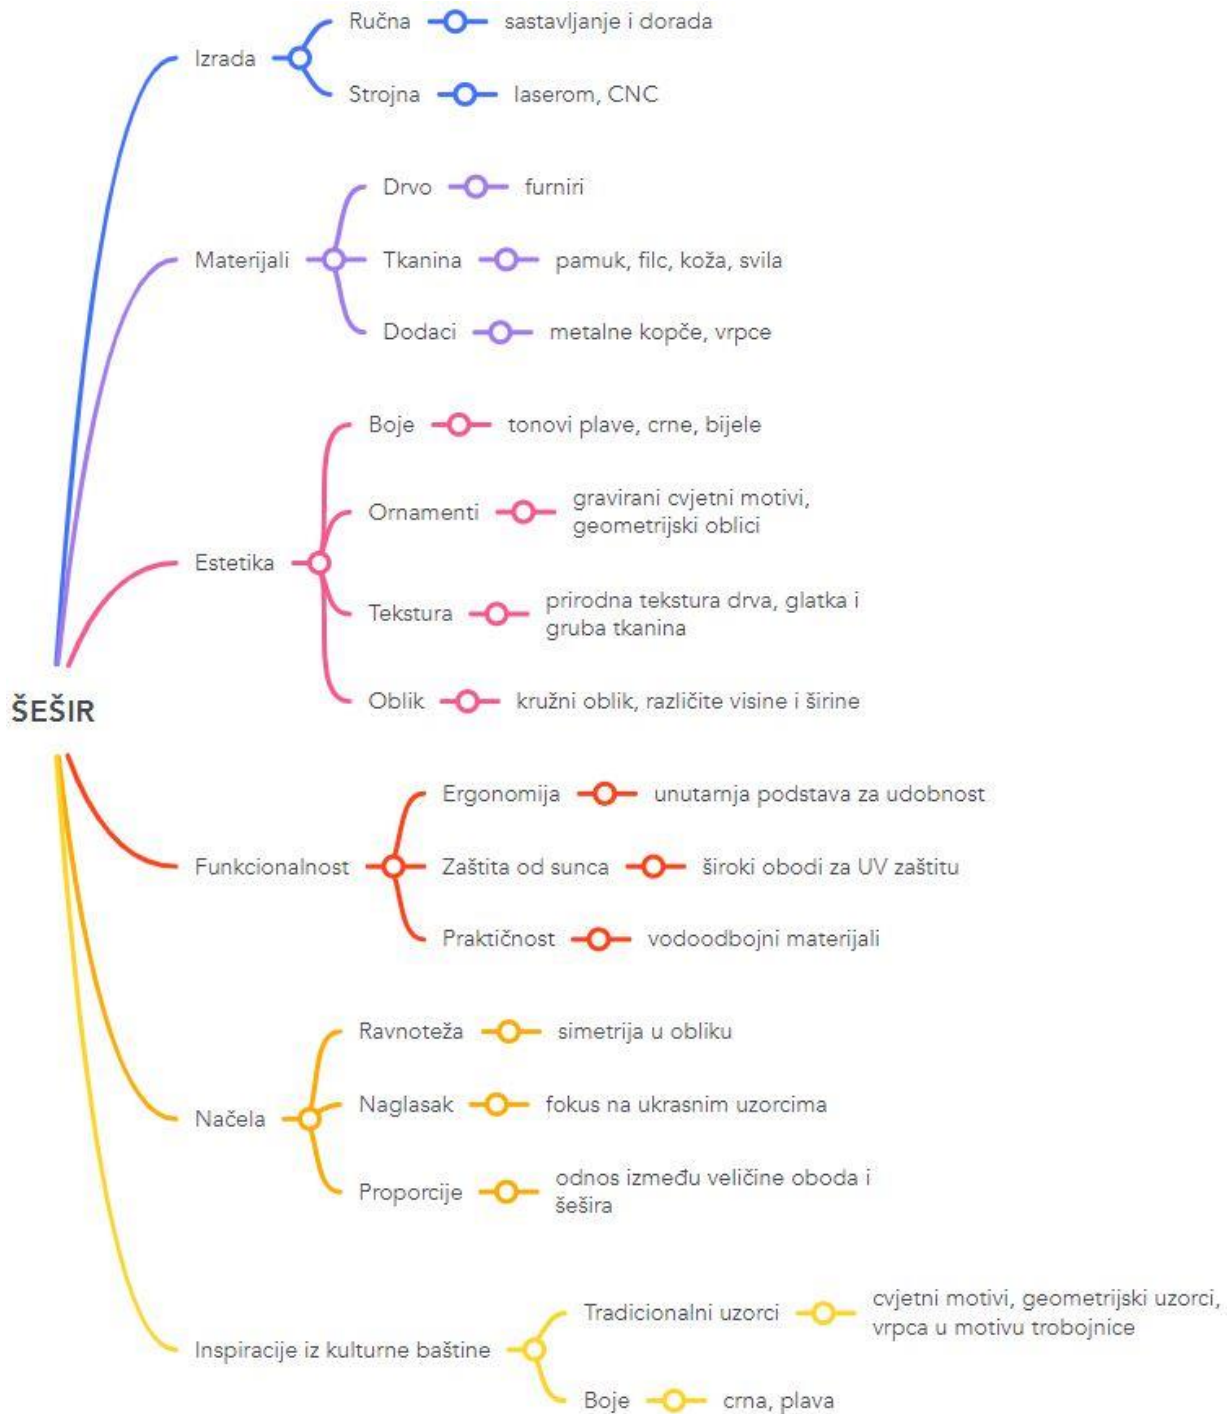 Ručna
sastavljanje i dorada
Izrada
Strojna
laserom, CNC
Drvo
furniri
Materijali
Tkanina
pamuk, filc, koža, svila
Dodaci
metalne kopče, vrpce
Boje
tonovi plave, crne, bijele
Ornamenti
gravirani cvjetni motivi,
geometrijski oblici
Estetika
Tekstura
prirodna tekstura drva, glatka i
gruba tkanina
Oblik
kružni oblik, različite visine i širine
ŠEŠIR
Ergonomija
unutarnja podstava za udobnost
Funkcionalnost
Zaštita od sunca
široki obodi za UV zaštitu
Praktičnost
vodoodbojni materijali
Ravnoteža
simetrija u obliku
Načela
Naglasak
fokus na ukrasnim uzorcima
Proporcije
odnos između veličine oboda i
šešira
Tradicionalni uzorci
cvjetni motivi, geometrijski uzorci,
vrpca u motivu trobojnice
Inspiracije iz kulturne baštine
Boje
crna, plava